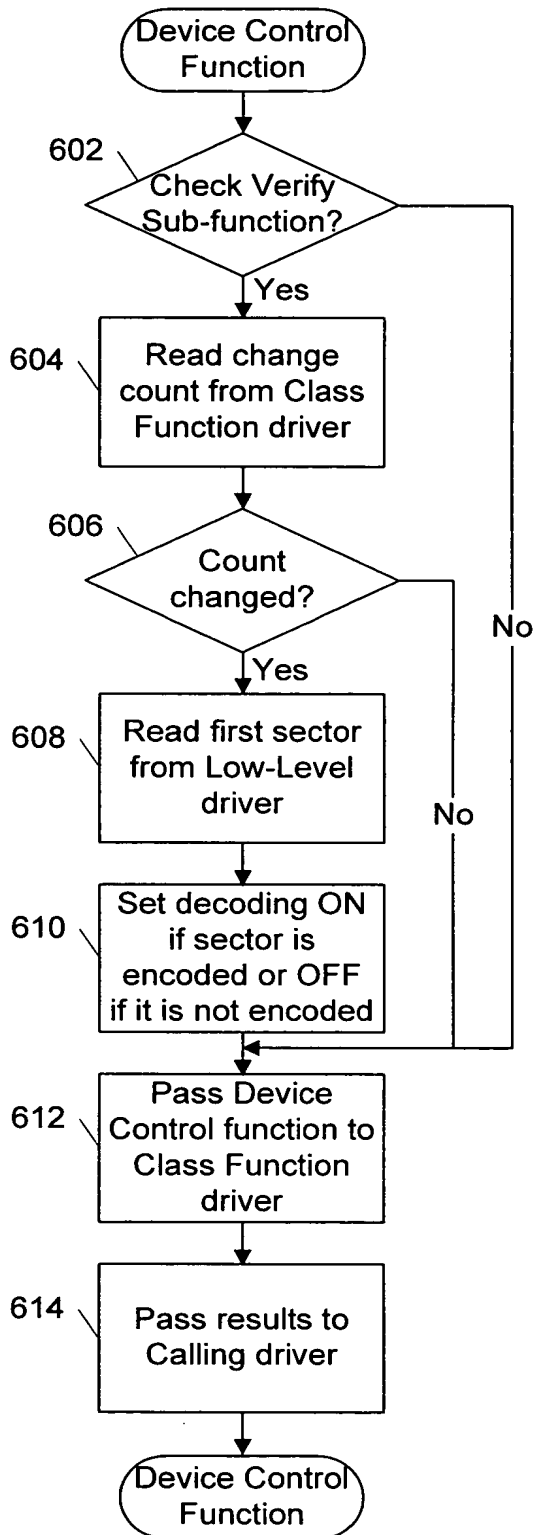 Device Control
Function
602
Check Verify
Sub-function?
Yes
604
Read change
count from Class
Function driver
606
Count
changed?
No
Yes
608
Read first sector
from Low-Level
driver
No
610
Set decoding ON
if sector is
encoded or OFF
if it is not encoded
612
Pass Device
Control function to
Class Function
driver
614
Pass results to
Calling driver
Device Control
Function